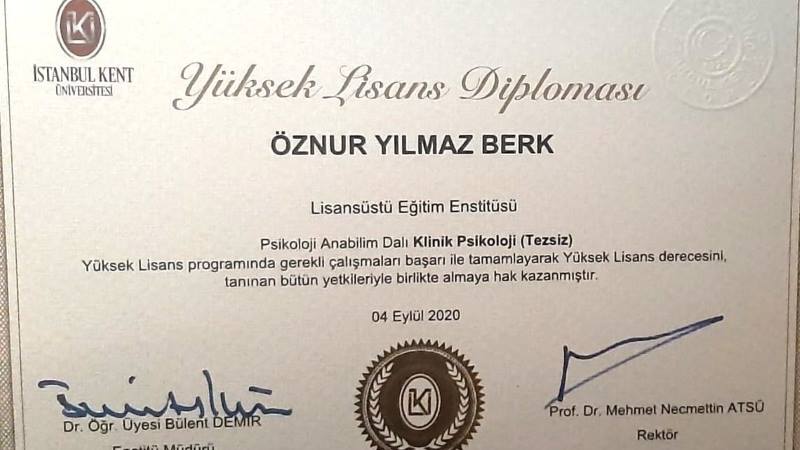 İSTANBUL KENT
ÜNİVERSİTESİ
Yüksek Lisans Diploması
ÖZNUR YILMAZ BERK
Lisansüstü Eğitim Enstitüsü
Psikoloji Anabilim Dalı Klinik Psikoloji (Tezsiz)
Yüksek Lisans programında gerekli çalışmaları başarı ile tamamlayarak Yüksek Lisans derecesini,
tanınan bütün yetkileriyle birlikte almaya hak kazanmıştır.
04 Eylül 2020
Dr. Öğr. Üyesi Bülent DEMİR
Enstitü Müdürü
Prof. Dr. Mehmet Necmettin ATSÜ
Rektör